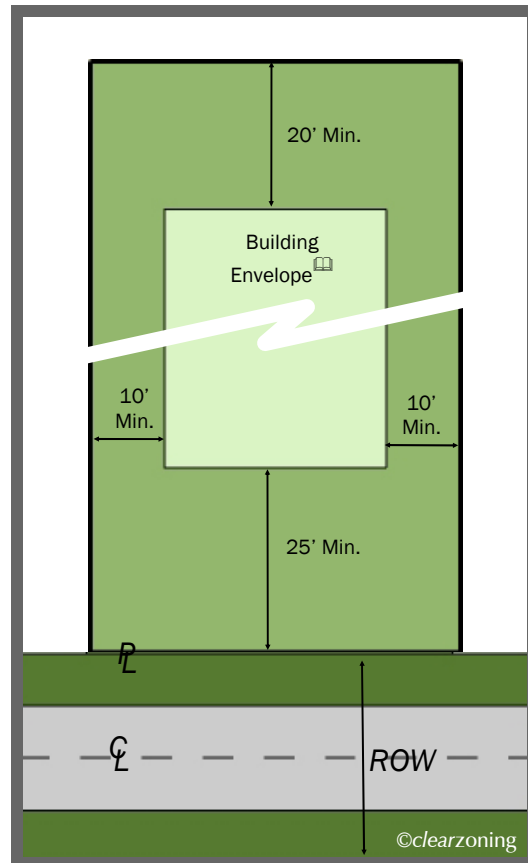 20’ Min.
Building
Envelope
10’
Min.
10’
Min.
25’ Min.
PL
CL
ROW
©clearzoning